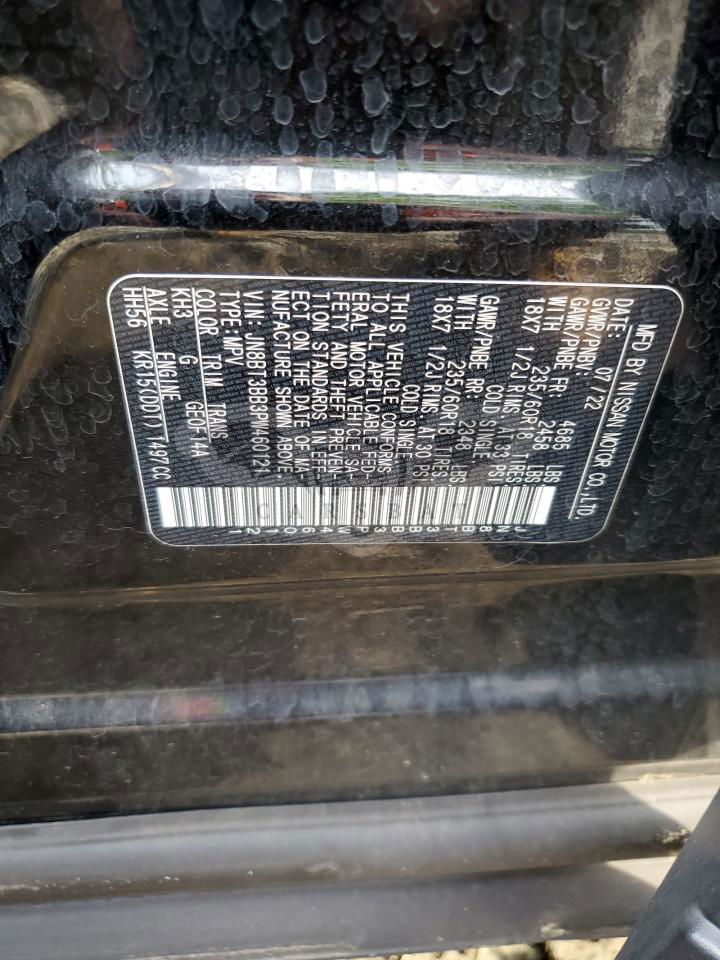 MFD BY NISSAN MOTOR CO.,LTD.
DATE: 07/22
GVWR/PNBV: 4685 LBS
GAWR/PNBE FR: 2458 LBS
WITH 235/60R18 TIRES
18X7 1/2J RIMS AT 33 PSI
COLD SINGLE
GAWR/PNBE RR: LBS
WITH 235/60R18 TIRES
18X7 1/2J RIMS AT 30 PSI
COLD SINGLE
THIS VEHICLE CONFORMS
TO ALL APPLICABLE FED-
ERAL MOTOR VEHICLE SA-
FETY AND THEFT PREVEN-
TION STANDARDS IN EFF-
ECT ON THE DATE OF MA-
NUFACTURE SHOWN ABOVE.
VIN: JN8BT3BB3PW460121
TYPE: MPV
COLOR TRIM TRANS
KH3 G GE0F14A
AXLE ENGINE
HH56 KR15(DDT) 1497CC
JN8BT3BB3PW460121